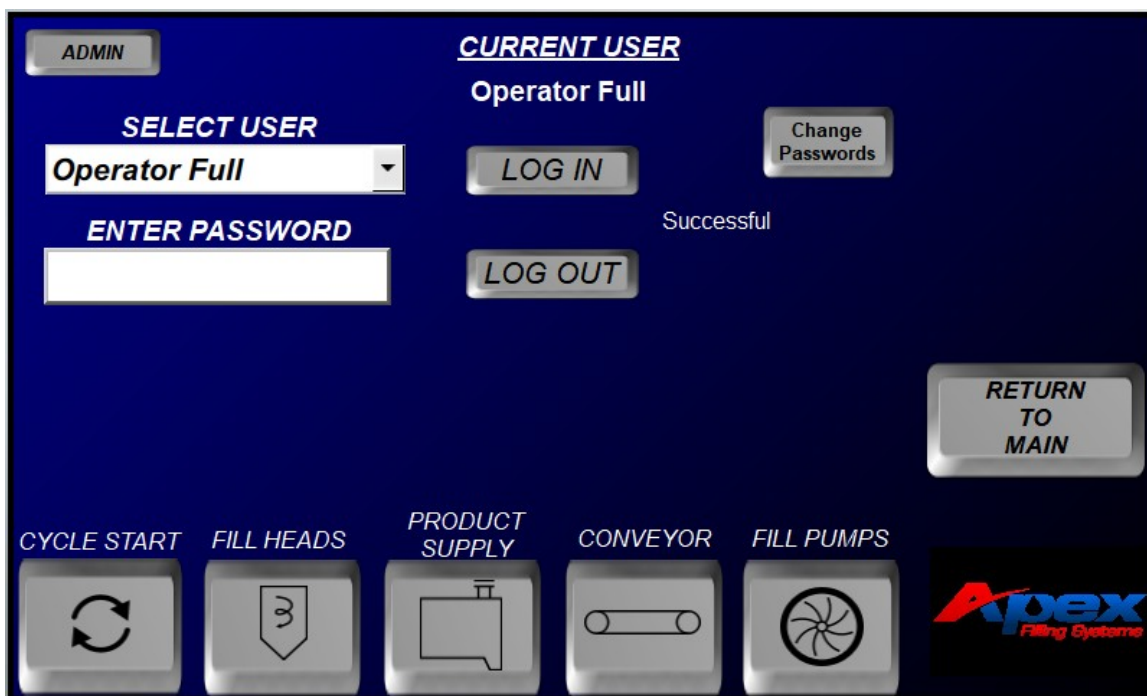 ADMIN
CURRENT USER
Operator Full
SELECT USER
Operator Full
LOG IN
Change
Passwords
ENTER PASSWORD
Successful
LOG OUT
RETURN
TO
MAIN
CYCLE START
FILL HEADS
PRODUCT
SUPPLY
CONVEYOR
FILL PUMPS
Apex
Filling Systems